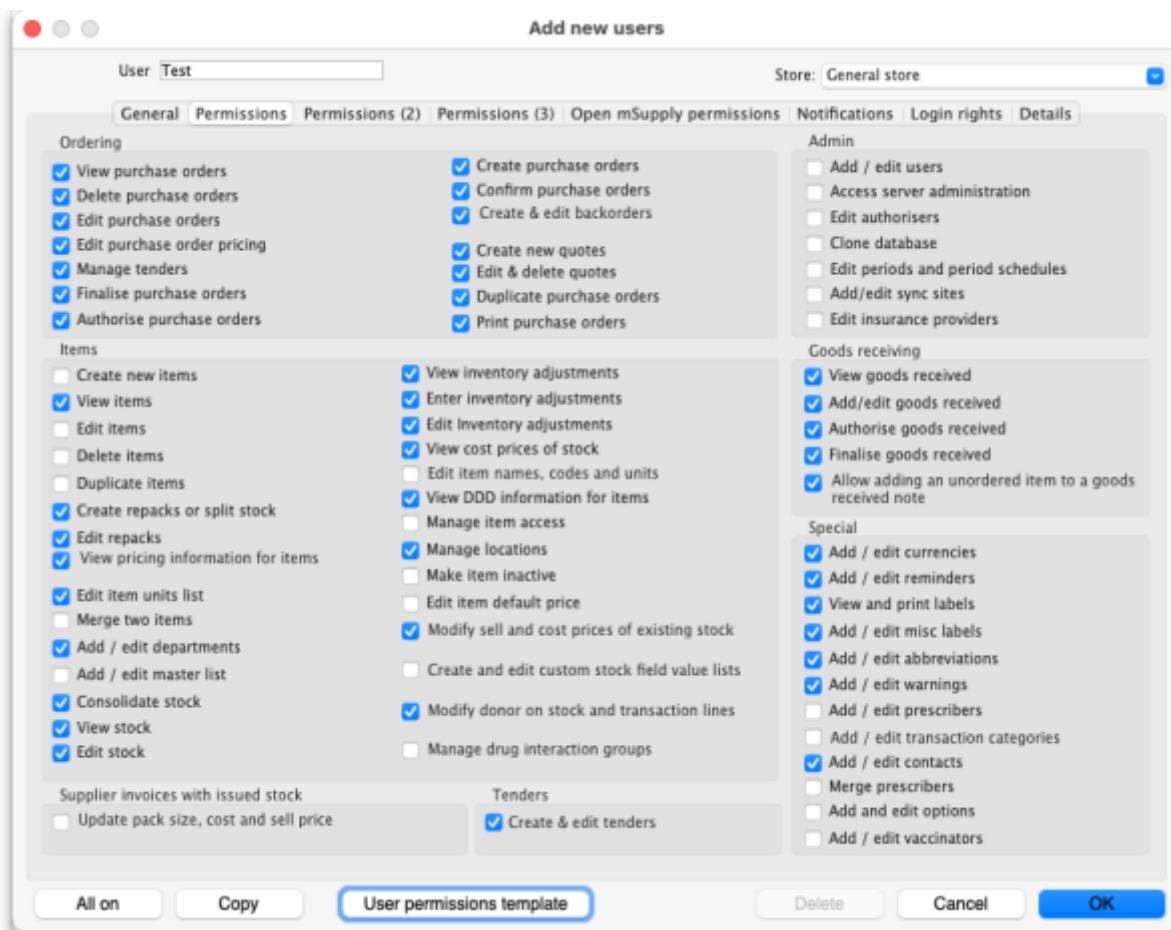 Add new users
User Test
Store: General store
General Permissions Permissions (2) Permissions (3) Open mSupply permissions Notifications Login rights Details
Ordering
View purchase orders
Delete purchase orders
Edit purchase orders
Edit purchase order pricing
Manage tenders
Finalise purchase orders
Authorise purchase orders
Create purchase orders
Confirm purchase orders
Create & edit backorders
Create new quotes
Edit & delete quotes
Duplicate purchase orders
Print purchase orders
Admin
Add / edit users
Access server administration
Edit authorisers
Clone database
Edit periods and period schedules
Add/edit sync sites
Edit insurance providers
Items
Create new items
View items
Edit items
Delete items
Duplicate items
Create repacks or split stock
Edit repacks
View pricing information for items
Edit item units list
Merge two items
Add / edit departments
Add / edit master list
Consolidate stock
View stock
Edit stock
View inventory adjustments
Enter inventory adjustments
Edit Inventory adjustments
View cost prices of stock
Edit item names, codes and units
View DDD information for items
Manage item access
Manage locations
Make item inactive
Edit item default price
Modify sell and cost prices of existing stock
Create and edit custom stock field value lists
Modify donor on stock and transaction lines
Manage drug interaction groups
Goods receiving
View goods received
Add/edit goods received
Authorise goods received
Finalise goods received
Allow adding an unordered item to a goods
received note
Special
Add / edit currencies
Add / edit reminders
View and print labels
Add / edit misc labels
Add / edit abbreviations
Add / edit warnings
Add / edit prescribers
Add / edit transaction categories
Add / edit contacts
Merge prescribers
Add and edit options
Add / edit vaccinators
Supplier invoices with issued stock
Update pack size, cost and sell price
Tenders
Create & edit tenders
All on
Copy
User permissions template
Delete
Cancel
OK